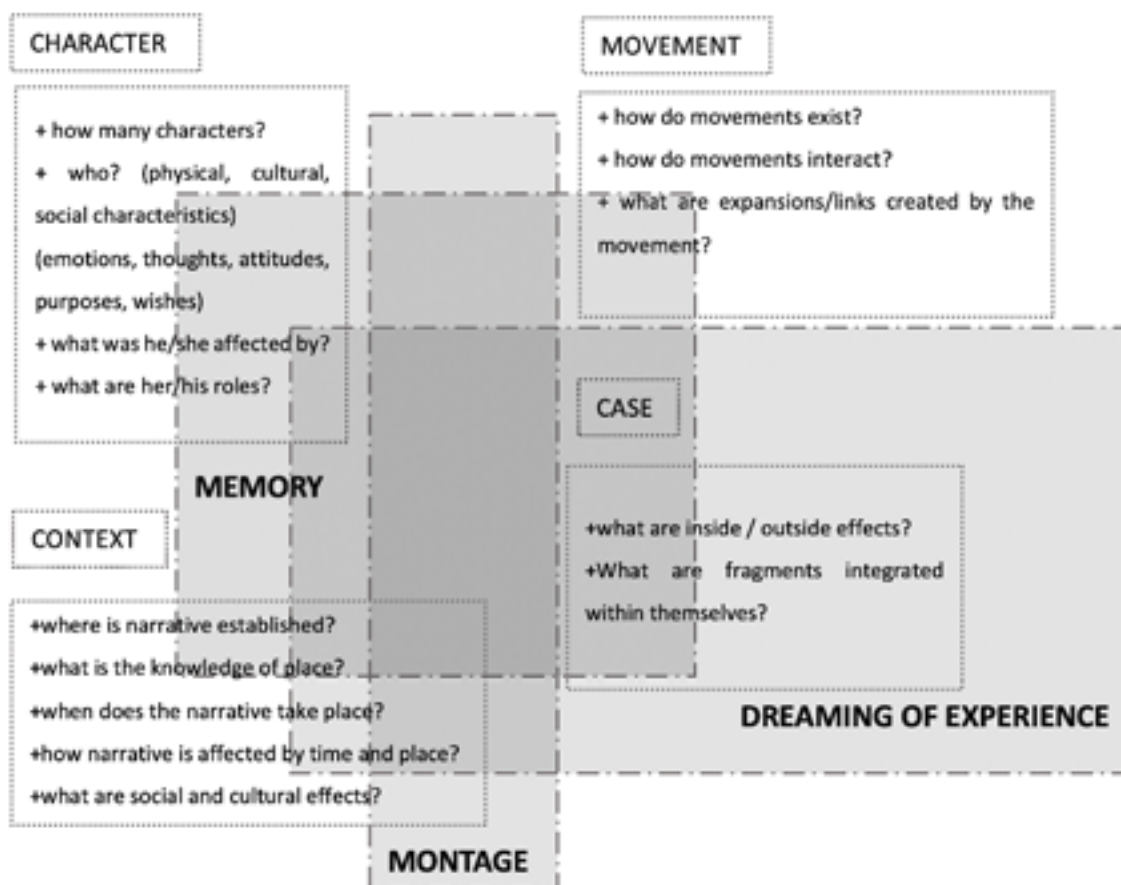 CHARACTER
+ how many characters?
+ who? (physical, cultural,
social characteristics)
(emotions, thoughts, attitudes,
purposes, wishes)
+ what was he/she affected by?
+ what are her/his roles?
MOVEMENT
+ how do movements exist?
+ how do movements interact?
+ what are expansions/links created by the
movement?
CASE
+what are inside / outside effects?
+What are fragments integrated
within themselves?
MEMORY
CONTEXT
+where is narrative established?
+what is the knowledge of place?
+when does the narrative take place?
+how narrative is affected by time and place?
+what are social and cultural effects?
DREAMING OF EXPERIENCE
MONTAGE